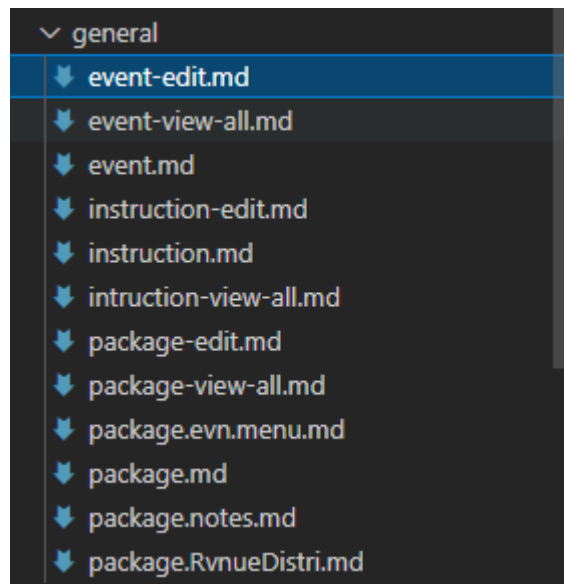 general
event-edit.md
event-view-all.md
event.md
instruction-edit.md
instruction.md
intruction-view-all.md
package-edit.md
package-view-all.md
package.evn.menu.md
package.md
package.notes.md
package.RvnueDistri.md